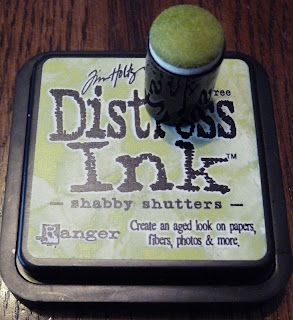 Tim Holtz
free
Distress
Ink™
— shabby shutters —
Ranger
Create an aged look on papers,
fibers, photos & more.